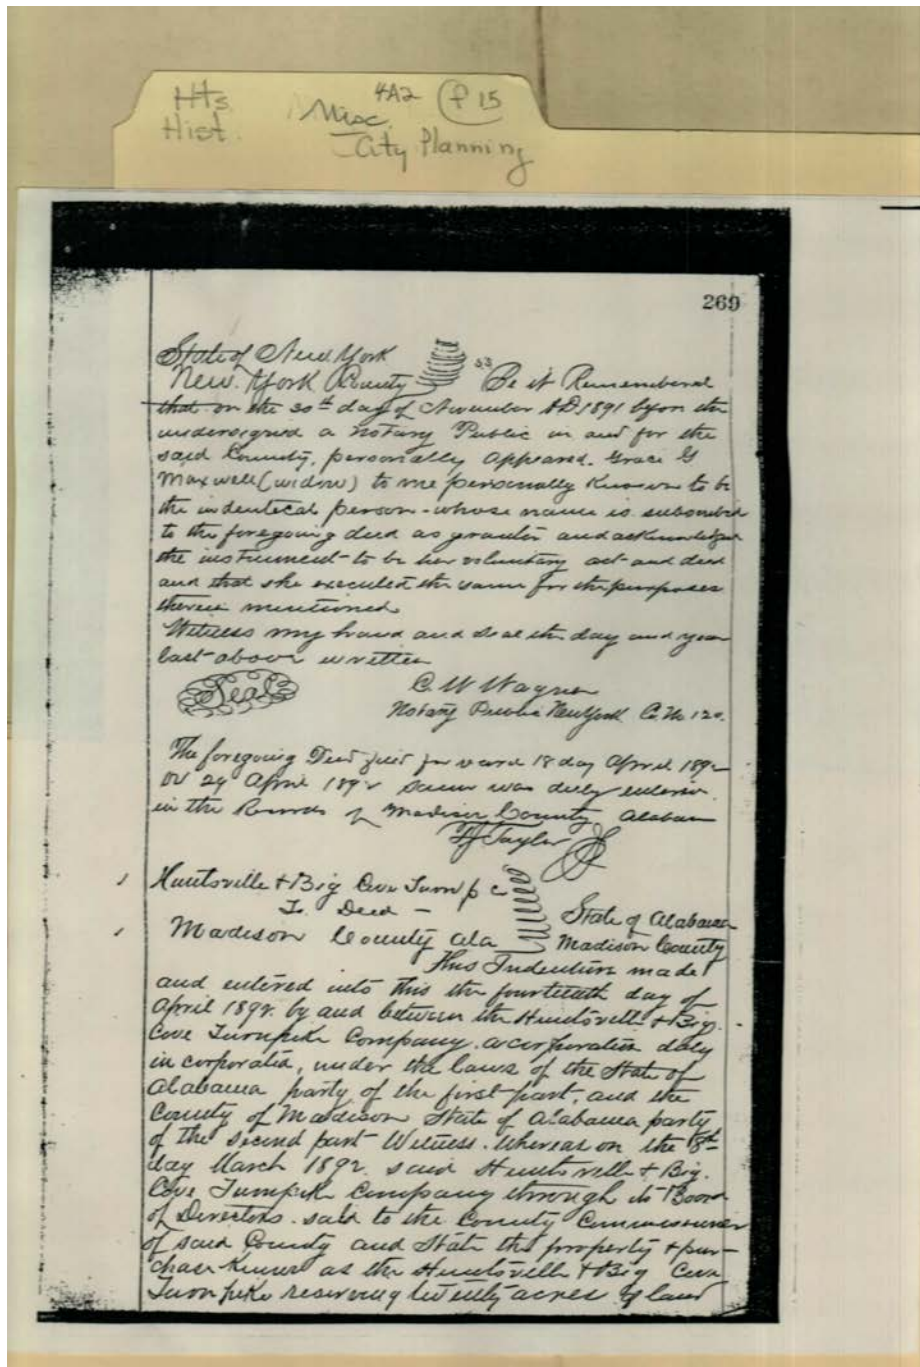 Hts. Hist.
4A2 f 15
Misc.
City Planning
269
State of New York
New York County ss Be it Remembered
that on the 30th day of November AD 1891 before the
undersigned a Notary Public in and for the
said County, personally appeared Grace G
Maxwell (widow) to me personally known to be
the indentical person whose name is subscribed
to the foregoing deed as grantor and acknowledged
the instrument to be her voluntary act and deed
and that she executed the same for the purposes
therein mentioned
Witness my hand and seal the day and year
last above written
Seal C. W Wagner
Notary Public New York Co. No 120.
The foregoing Deed filed for record 18 day April 1892
on 29 April 1892 same was duly entered
in the Records of Madison County Alabam
Taylor
Huntsville & Big Cove Turnp
To Deed -
State of Alabama
Madison County Ala Madison County
This Indenture made
and entered into this the fourteenth day of
April 1892. by and between the Huntsville & Big
Cove Turnpike Company a corporation duly
incorporated, under the laws of the State of
Alabama party of the first part, and the
County of Madison State of Alabama party
of the second part Witness. Whereas on the 8th
day March 1892. said Huntsville & Big.
Cove Turnpike Company through its Board
of Directors sold to the County Commissioner
of said County and State the property & pur-
chase known as the Huntsville & Big Cove
Turnpike reserving twenty acres of land